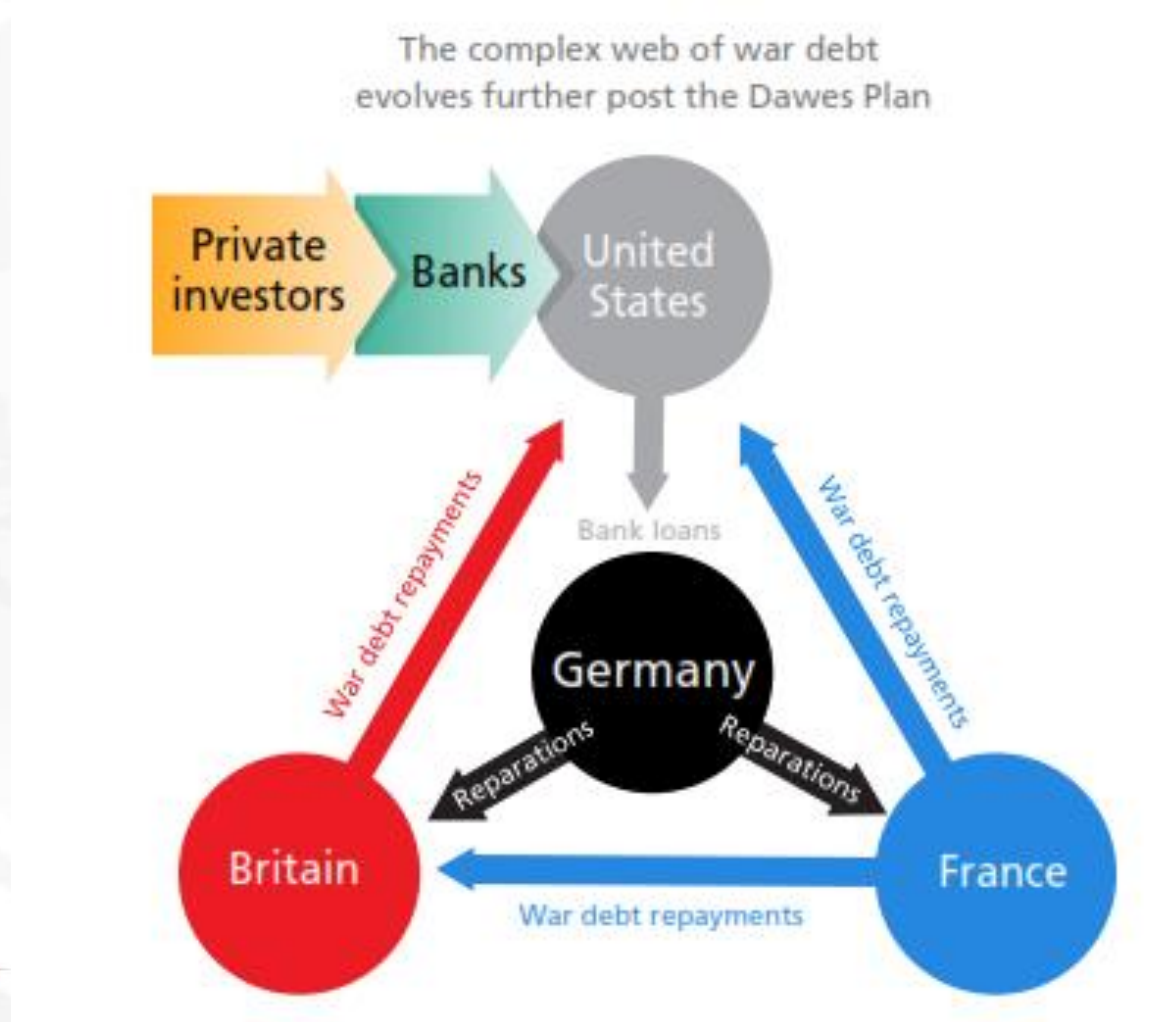 The complex web of war debt
evolves further post the Dawes Plan
Private
investors
Banks
United
States
War debt repayments
Bank loans
War debt repayments
Germany
Reparations
Reparations
Britain
France
War debt repayments